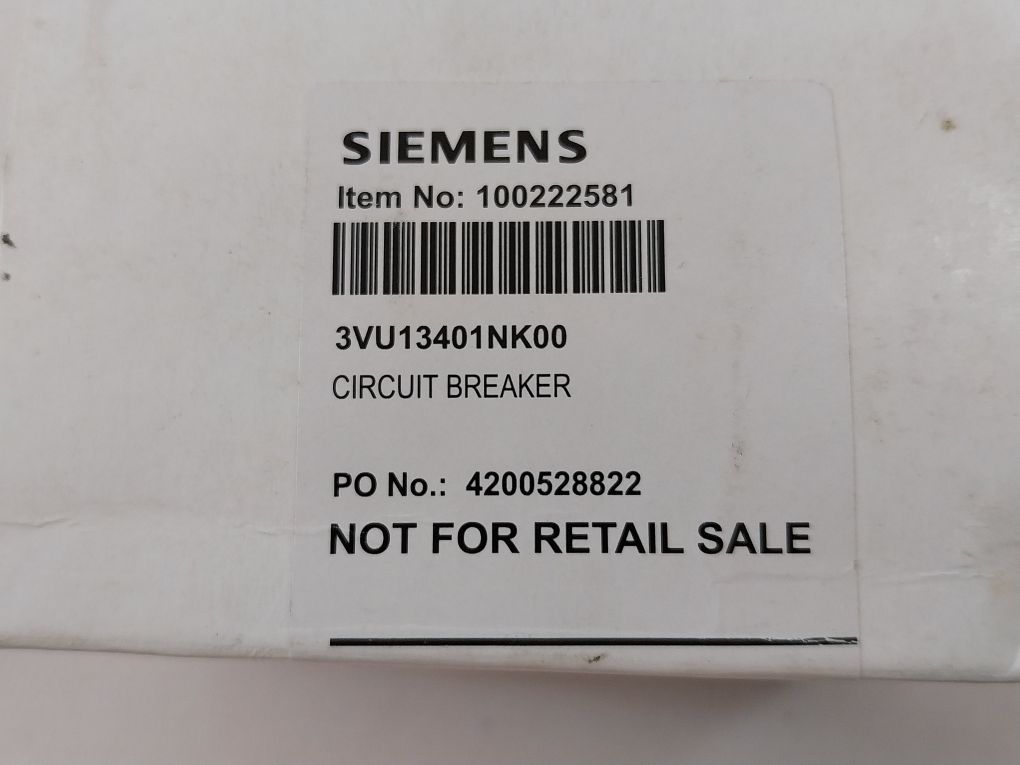 SIEMENS
Item No: 100222581
3VU13401NK00
CIRCUIT BREAKER
PO No.: 4200528822
NOT FOR RETAIL SALE